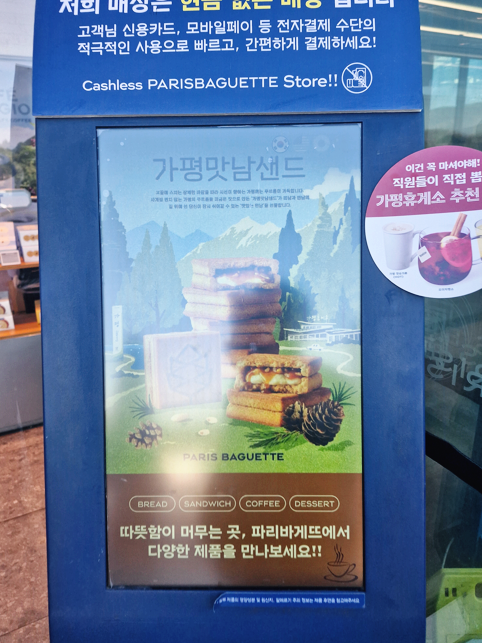 저희 매장은 현금 없는 매장 입니다
고객님 신용카드, 모바일페이 등 전자결제 수단의
적극적인 사용으로 빠르고, 간편하게 결제하세요!
Cashless PARISBAGUETTE Store!!
이건 꼭 마셔야해!
직원들이 직접 뽑
가평휴게소 추천
가평맛남샌드
PARIS BAGUETTE
BREAD
SANDWICH
COFFEE
DESSERT
따뜻함이 머무는 곳, 파리바게뜨에서
다양한 제품을 만나보세요!!